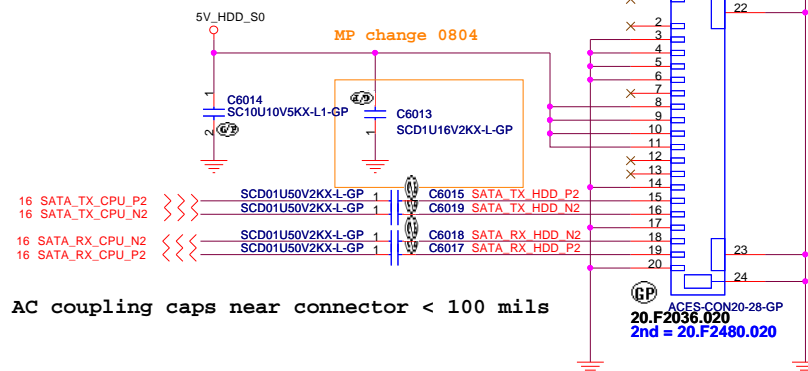 5V_HDD_S0
MP change 0804
22
2
3
4
5
6
7
8
9
10
11
12
13
14
15
16
17
18
19
20
23
24
1
C6014
SC10U10V5KX-L1-GP
2
C6013
SCD1U16V2KX-L-GP
1
16 SATA_TX_CPU_P2
SCD01U50V2KX-L-GP 1 C6015 SATA_TX_HDD_P2
16 SATA_TX_CPU_N2
SCD01U50V2KX-L-GP 1 C6019 SATA_TX_HDD_N2
16 SATA_RX_CPU_N2
SCD01U50V2KX-L-GP 1 C6018 SATA_RX_HDD_N2
16 SATA_RX_CPU_P2
SCD01U50V2KX-L-GP 1 C6017 SATA_RX_HDD_P2
AC coupling caps near connector < 100 mils
GP
ACES-CON20-28-GP
20.F2036.020
2nd = 20.F2480.020